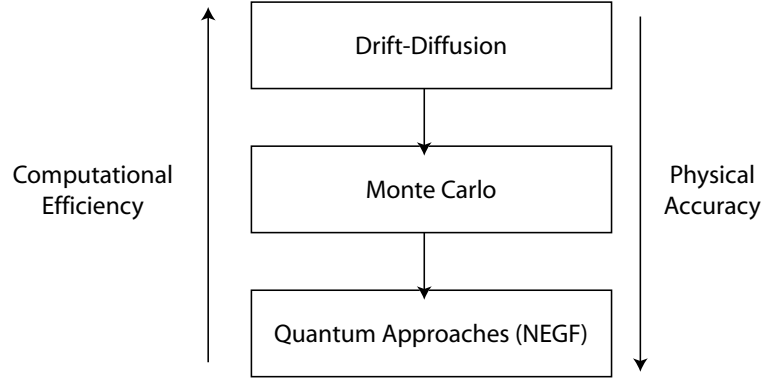 Drift-Diffusion
Computational
Efficiency
Monte Carlo
Physical
Accuracy
Quantum Approaches (NEGF)